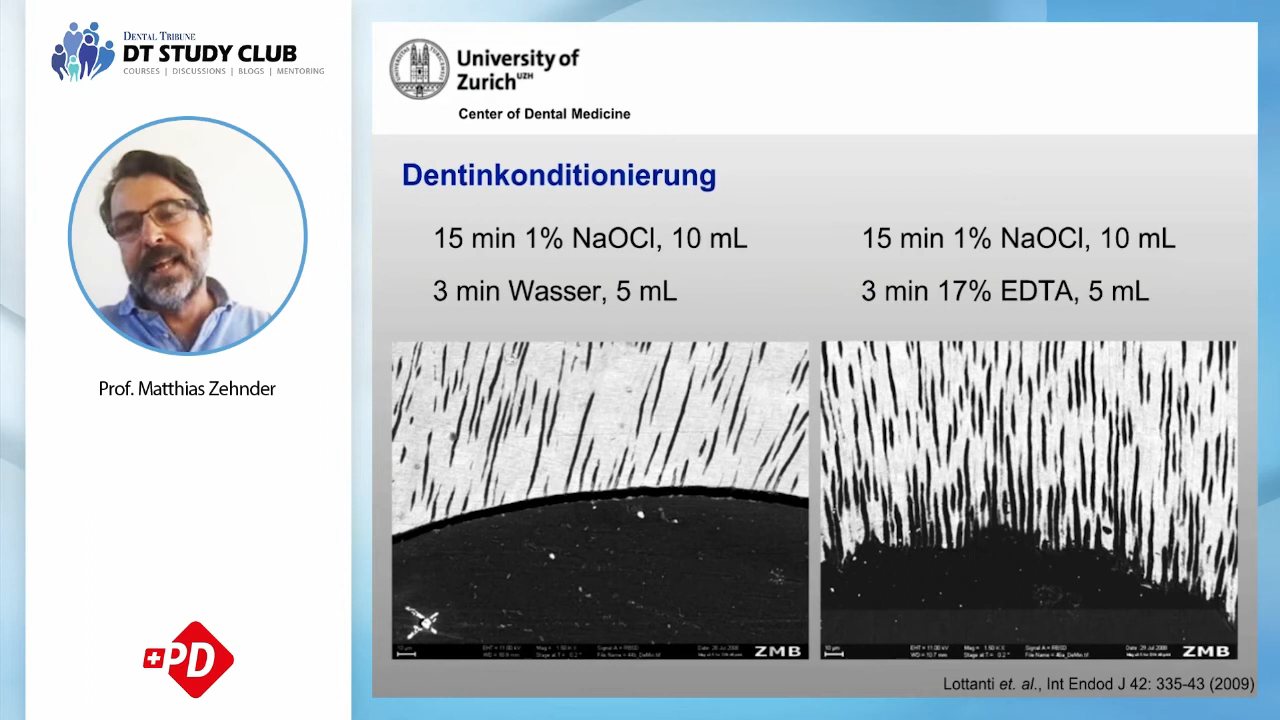 DENTAL TRIBUNE
DT STUDY CLUB
COURSES | DISCUSSIONS | BLOGS | MENTORING
Prof. Matthias Zehnder
PD
University of
Zurich UZH
Center of Dental Medicine
Dentinkonditionierung
15 min 1% NaOCl, 10 mL
3 min Wasser, 5 mL
15 min 1% NaOCl, 10 mL
3 min 17% EDTA, 5 mL
ZMB
ZMB
Lottanti et. al., Int Endod J 42: 335-43 (2009)